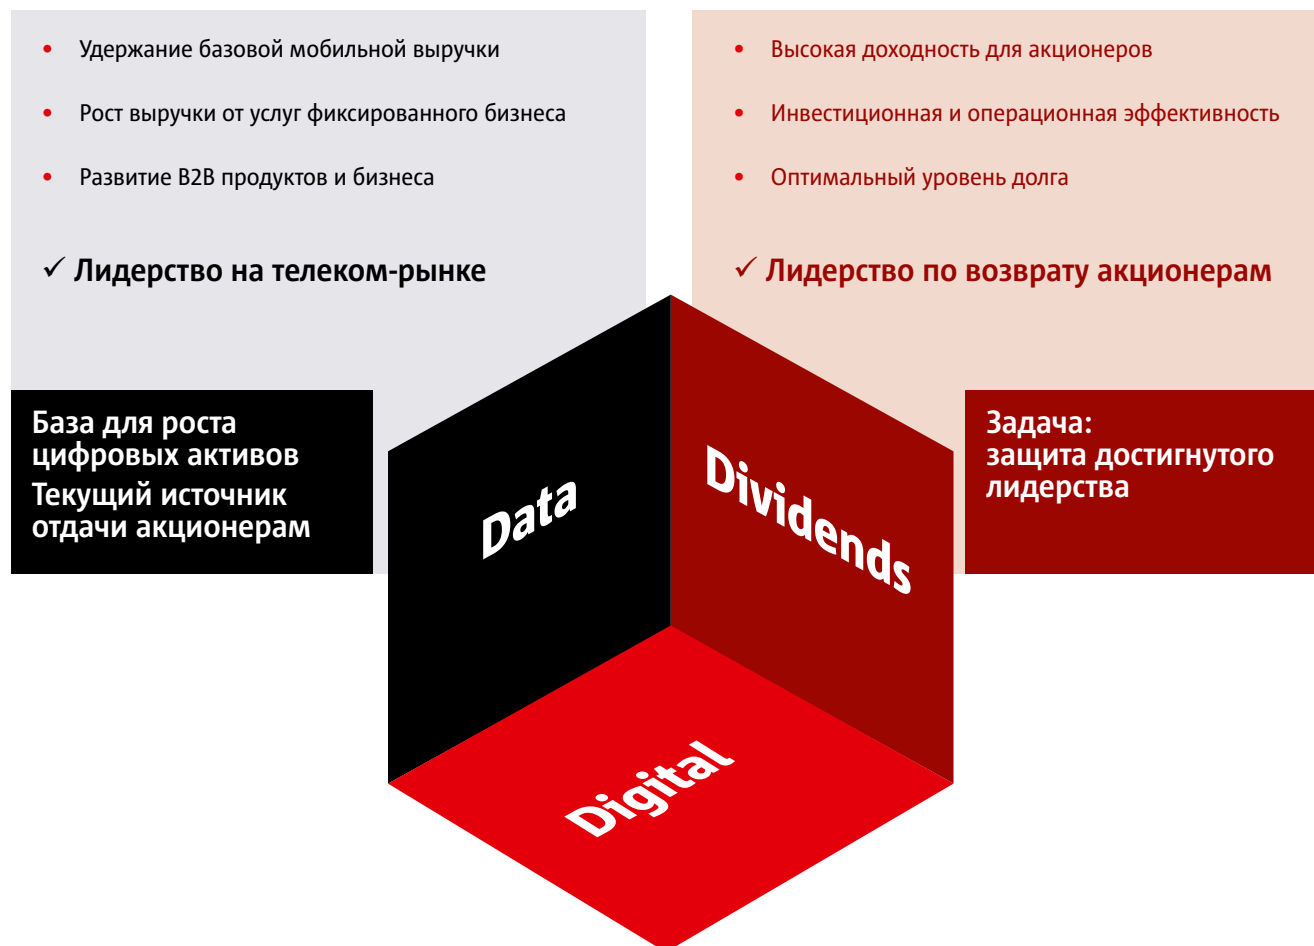 Удержание базовой мобильной выручки
Рост выручки от услуг фиксированного бизнеса
Развитие B2B продуктов и бизнеса
✓ Лидерство на телеком-рынке
База для роста
цифровых активов
Текущий источник
отдачи акционерам
Высокая доходность для акционеров
Инвестиционная и операционная эффективность
Оптимальный уровень долга
✓ Лидерство по возврату акционерам
Задача:
защита достигнутого
лидерства
Data
Dividends
Digital